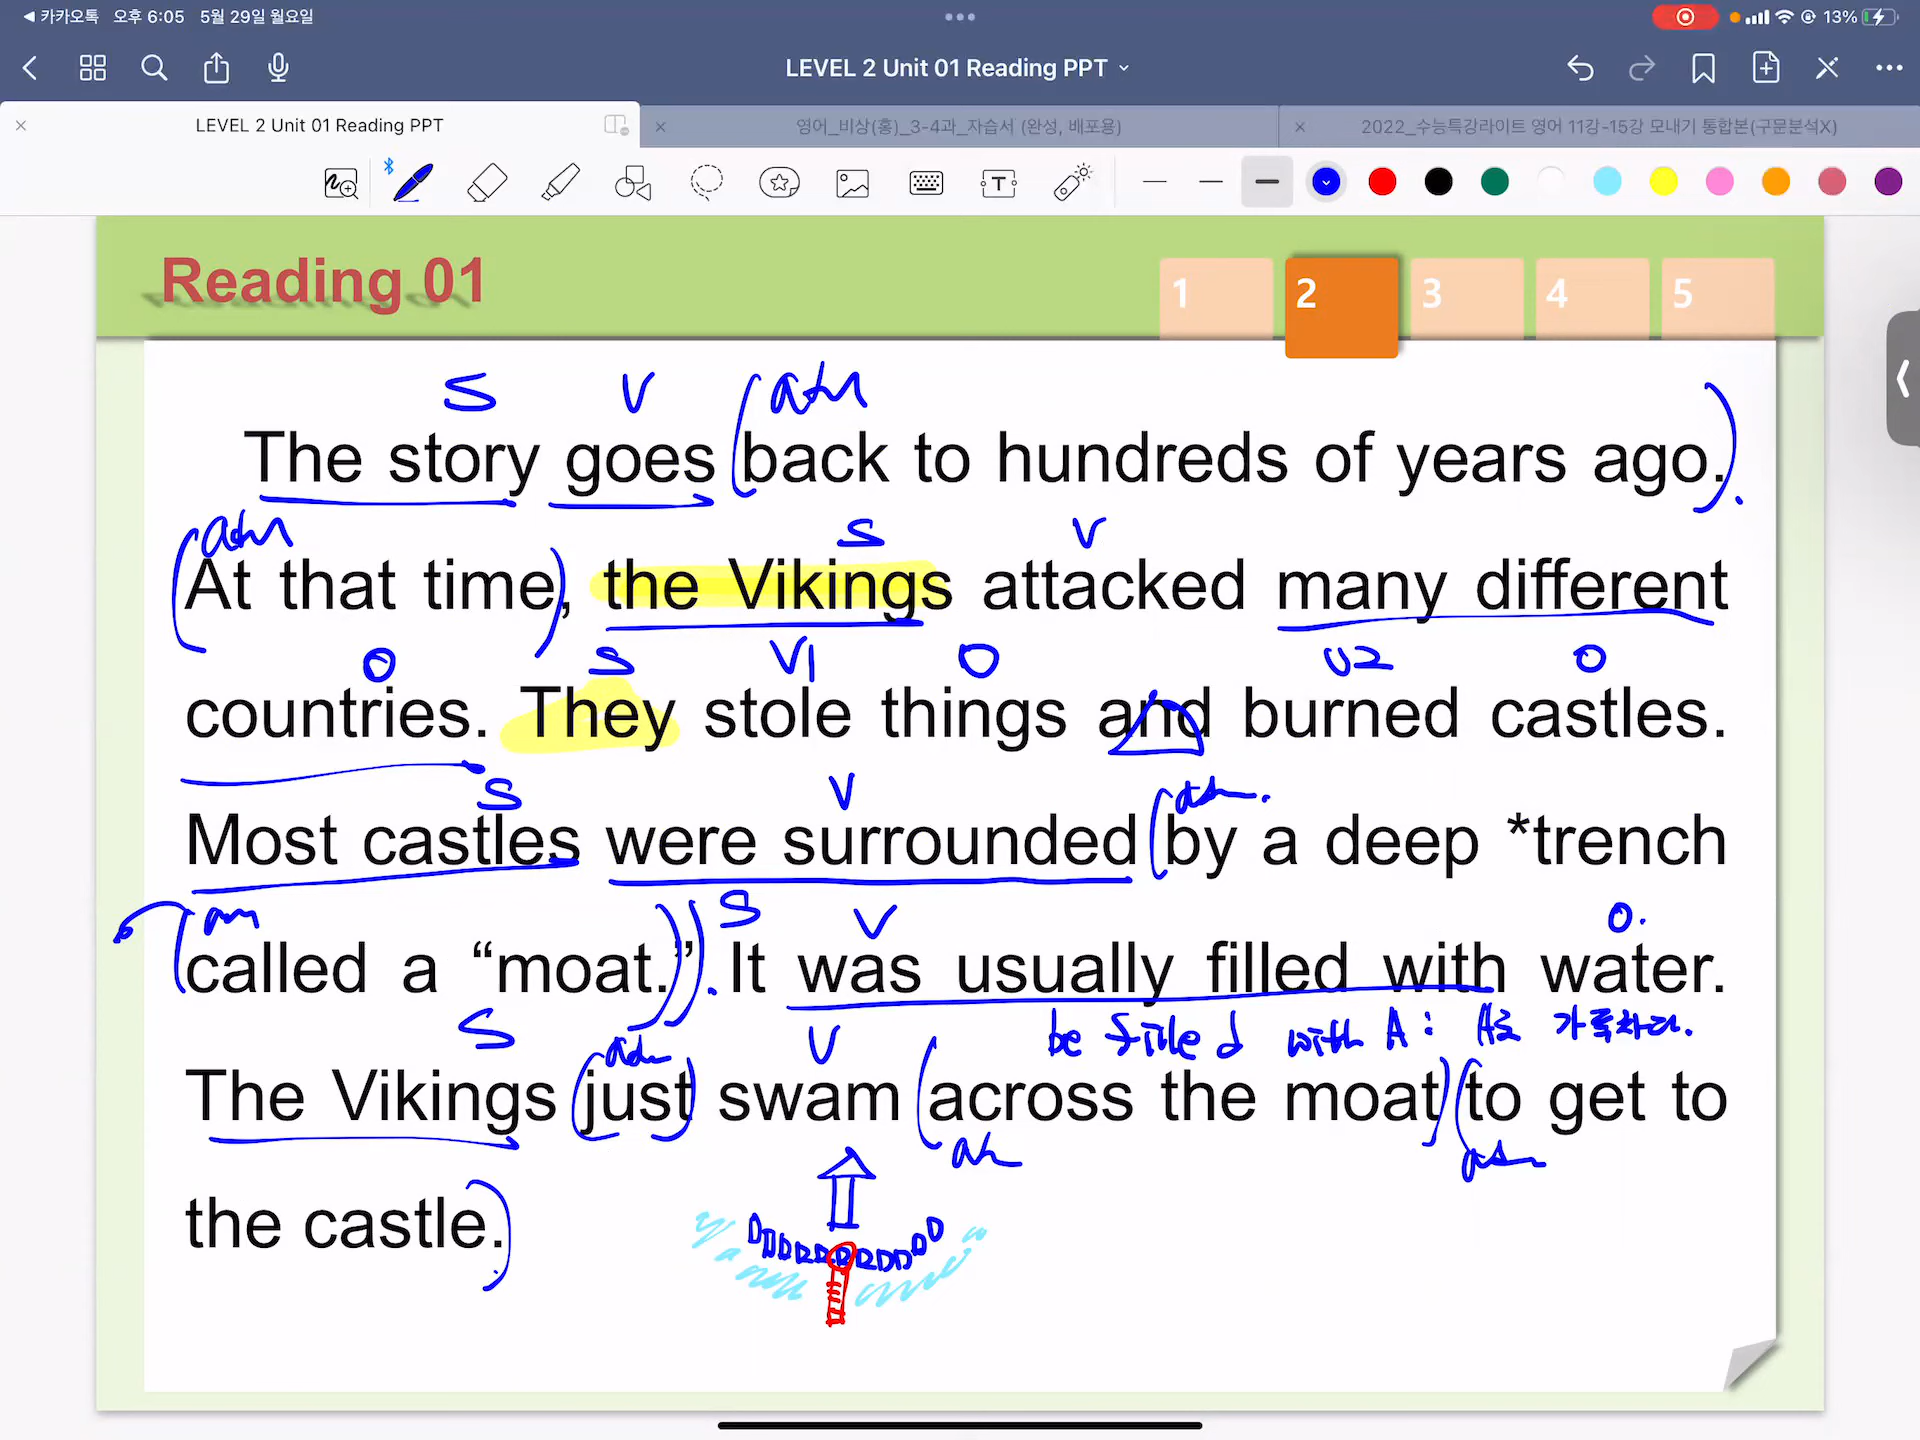 카카오톡 오후 6:05 5월 29일 월요일 13%
LEVEL 2 Unit 01 Reading PPT
LEVEL 2 Unit 01 Reading PPT 영어_비상(홍)_3-4과_자습서 (완성, 배포용) 2022_수능특강라이트 영어 11강-15강 모내기 통합본(구문분석X)
Reading 01 1 2 3 4 5
S V
The story goes back to hundreds of years ago.
S V
At that time, the Vikings attacked many different
O S V1 O V2 O
countries. They stole things and burned castles.
S V
Most castles were surrounded by a deep *trench
S V O.
called a “moat.” It was usually filled with water.
be filled with A : A로 가득차다.
S V
The Vikings just swam across the moat to get to
the castle.